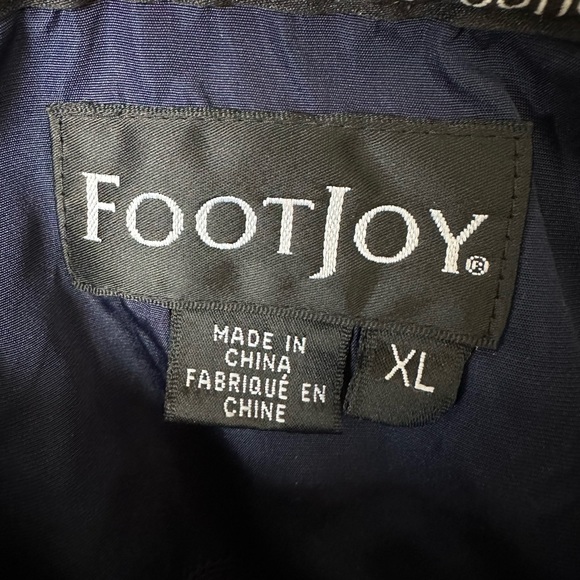 FOOTJOY®
MADE IN
CHINA
FABRIQUÉ EN
CHINE
XL